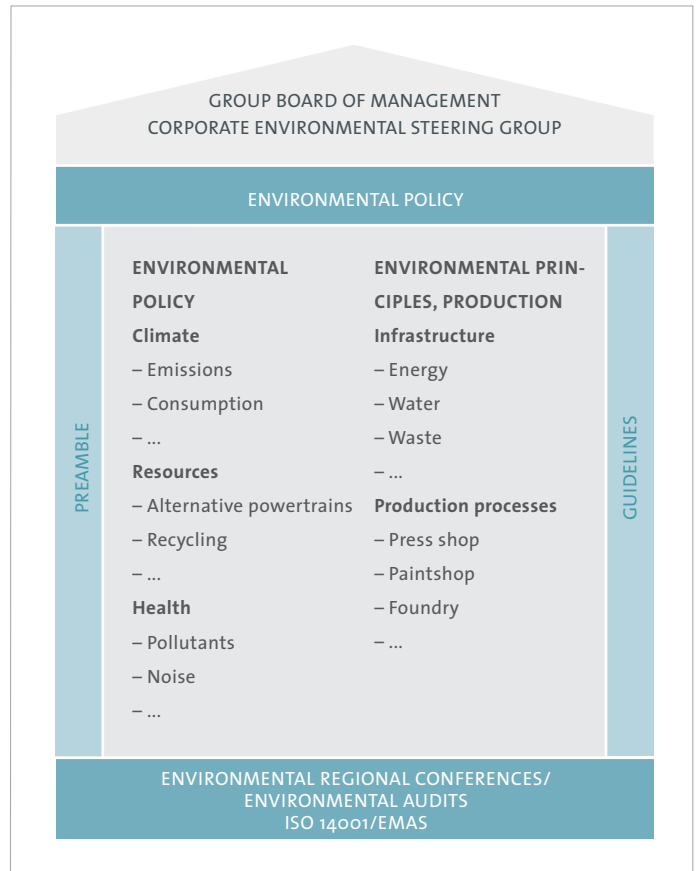 GROUP BOARD OF MANAGEMENT
CORPORATE ENVIRONMENTAL STEERING GROUP
ENVIRONMENTAL POLICY
PREAMBLE
ENVIRONMENTAL
POLICY
Climate
– Emissions
– Consumption
– ...
Resources
– Alternative powertrains
– Recycling
– ...
Health
– Pollutants
– Noise
– ...
ENVIRONMENTAL PRIN-
CIPLES, PRODUCTION
Infrastructure
– Energy
– Water
– Waste
– ...
Production processes
– Press shop
– Paintshop
– Foundry
– ...
GUIDELINES
ENVIRONMENTAL REGIONAL CONFERENCES/
ENVIRONMENTAL AUDITS
ISO 14001/EMAS